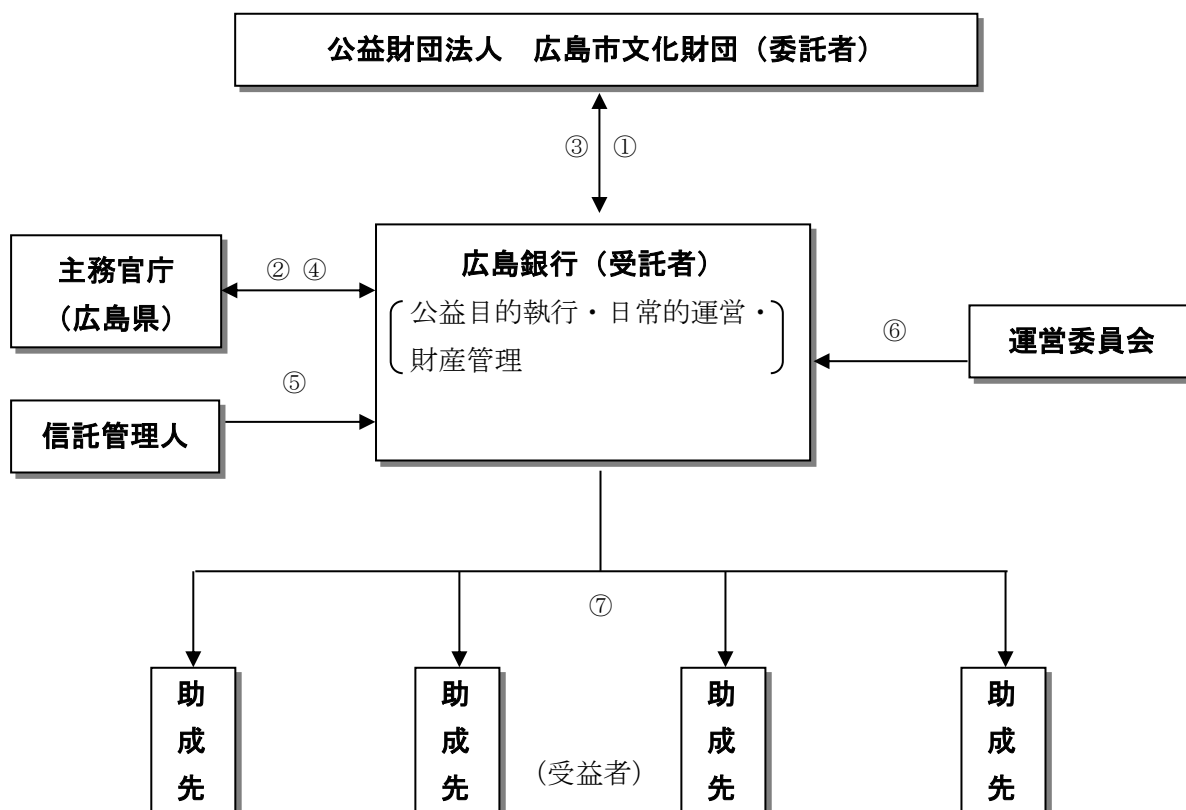 公益財団法人　広島市文化財団（委託者）
③ ①
主務官庁
（広島県）
② ④
広島銀行（受託者）
公益目的執行・日常的運営・
財産管理
⑥
運営委員会
⑤
信託管理人
⑦
助成先
助成先
（受益者）
助成先
助成先